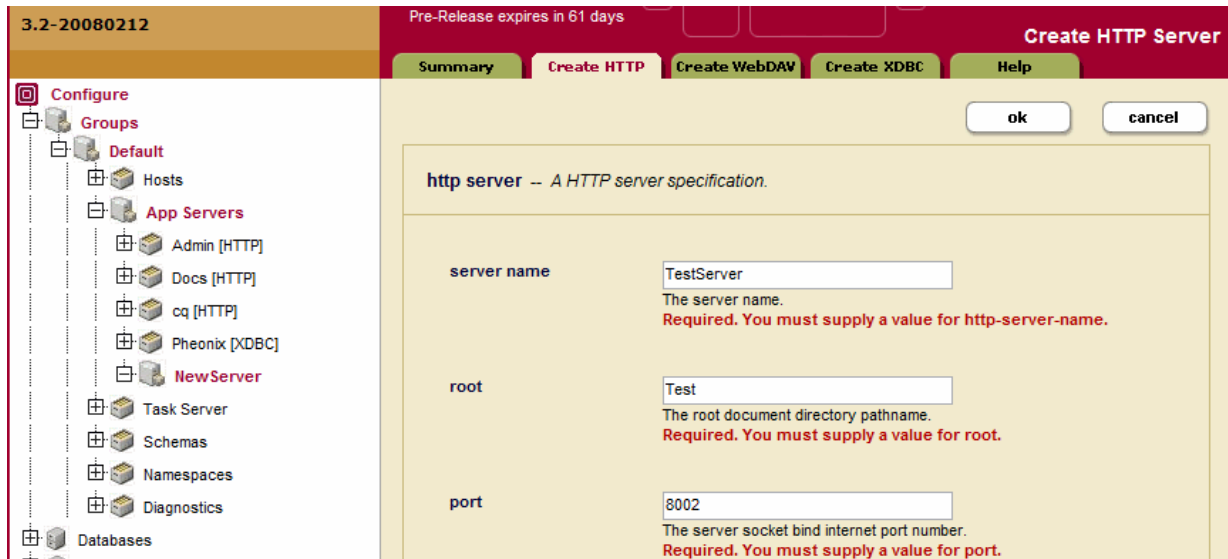 3.2-20080212
Pre-Release expires in 61 days
Create HTTP Server
Summary
Create HTTP
Create WebDAV
Create XDBC
Help
Configure
Groups
Default
Hosts
App Servers
Admin [HTTP]
Docs [HTTP]
cq [HTTP]
Pheonix [XDBC]
NewServer
Task Server
Schemas
Namespaces
Diagnostics
Databases
ok
cancel
http server -- A HTTP server specification.
server name
TestServer
The server name.
Required. You must supply a value for http-server-name.
root
Test
The root document directory pathname.
Required. You must supply a value for root.
port
8002
The server socket bind internet port number.
Required. You must supply a value for port.